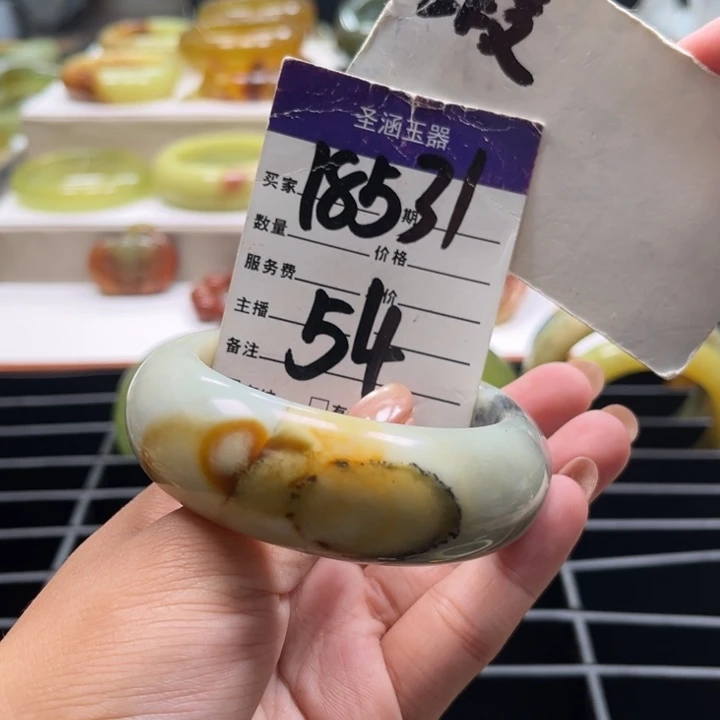 圣涵玉器
买家 18531 期
数量 价格
服务费 价
主播 54
备注
□有